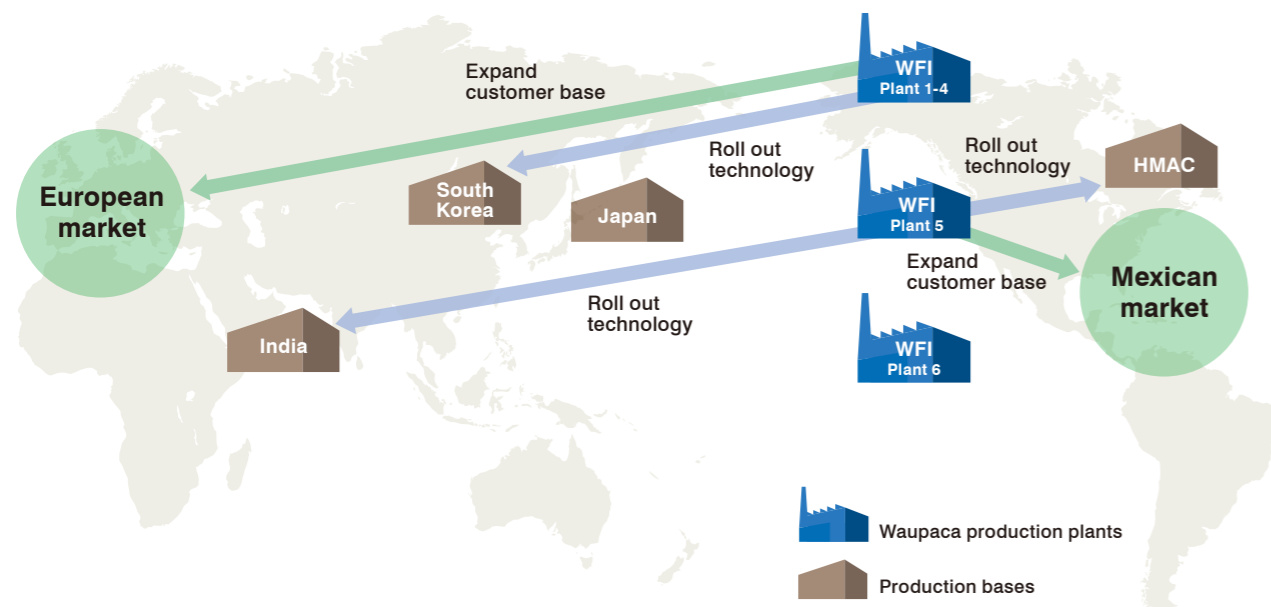 WFI
Plant 1-4
Expand
customer base
Roll out
technology
Roll out
technology
HMAC
European
market
South
Korea
Japan
WFI
Plant 5
Expand
customer base
Mexican
market
Roll out
technology
India
WFI
Plant 6
Waupaca production plants
Production bases